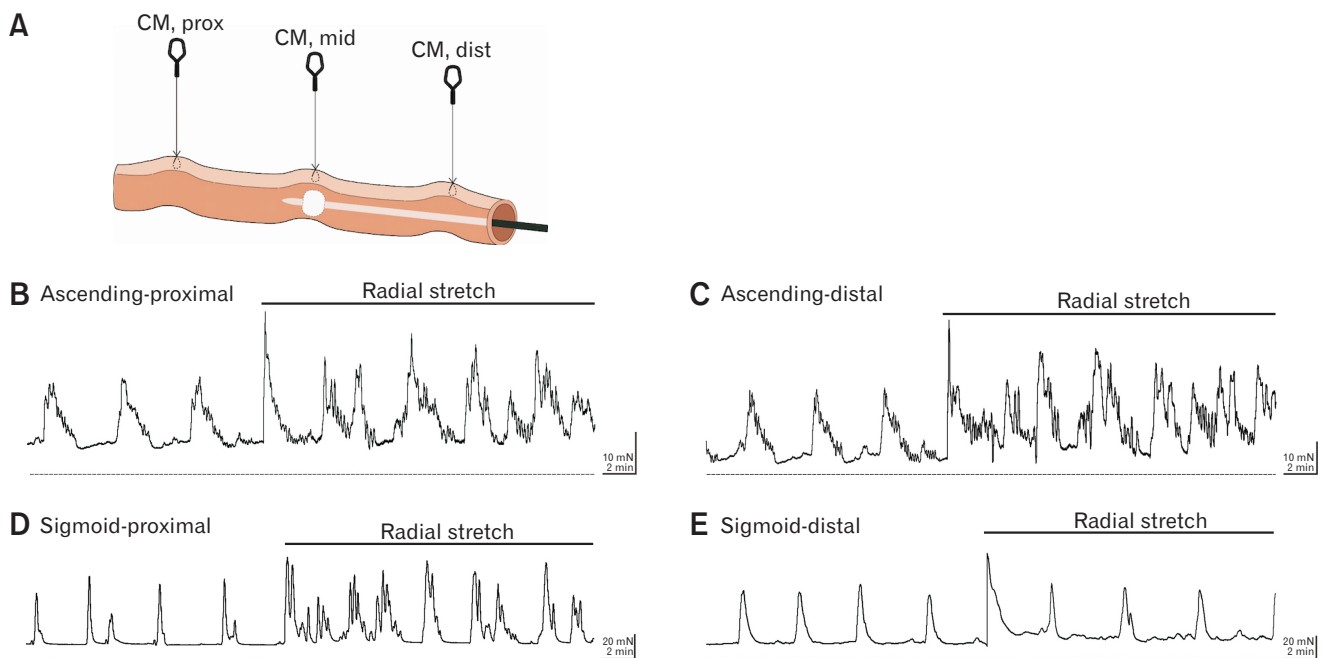 A
CM, prox
CM, mid
CM, dist
B Ascending-proximal
Radial stretch
10 mN
2 min
C Ascending-distal
Radial stretch
10 mN
2 min
D Sigmoid-proximal
Radial stretch
20 mN
2 min
E Sigmoid-distal
Radial stretch
20 mN
2 min